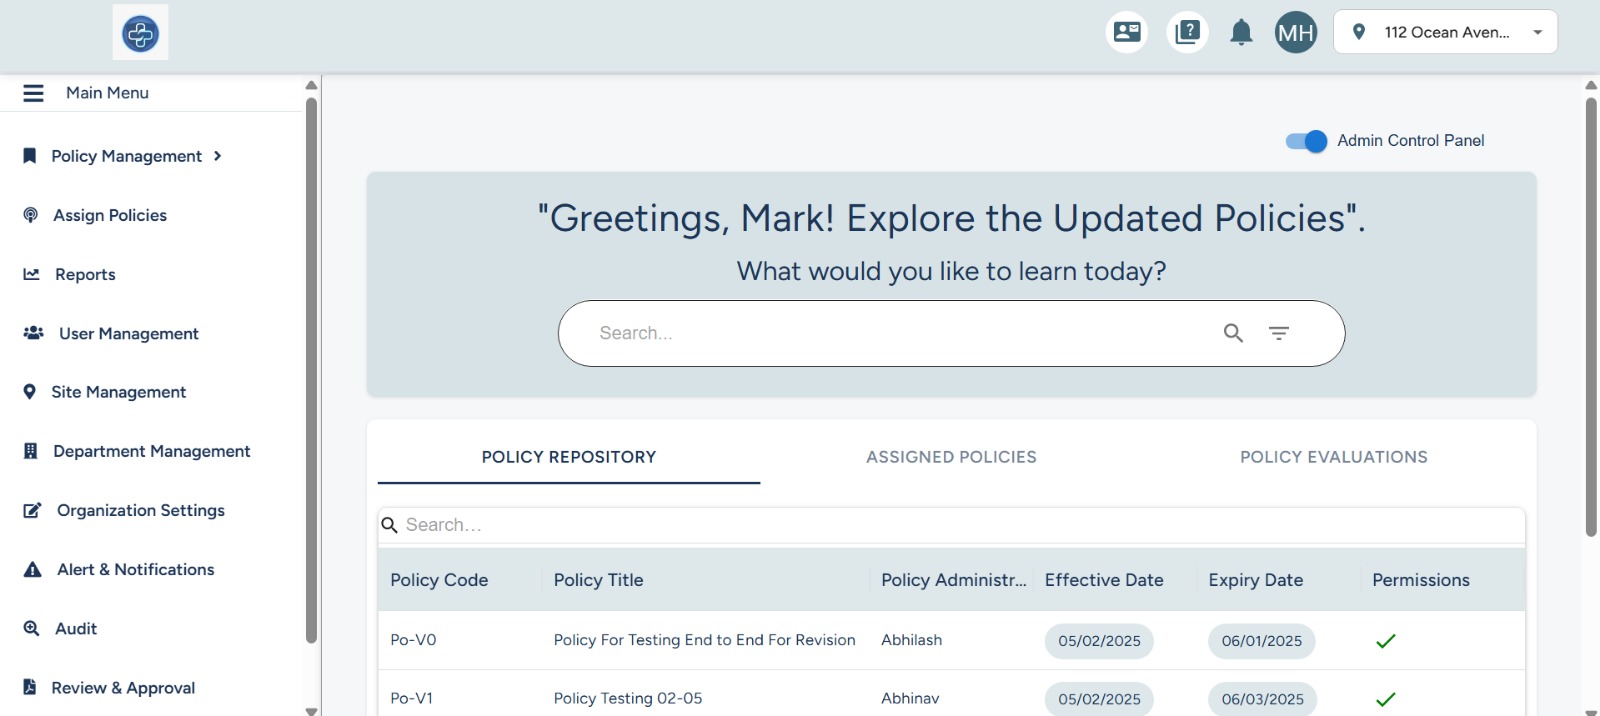 MH
112 Ocean Aven...
Main Menu
Admin Control Panel
Policy Management
Assign Policies
Reports
User Management
Site Management
Department Management
Organization Settings
Alert & Notifications
Audit
Review & Approval
"Greetings, Mark! Explore the Updated Policies".
What would you like to learn today?
Search...
POLICY REPOSITORY ASSIGNED POLICIES POLICY EVALUATIONS
Search...
Policy Code Policy Title Policy Administr... Effective Date Expiry Date Permissions
Po-V0 Policy For Testing End to End For Revision Abhilash 05/02/2025 06/01/2025
Po-V1 Policy Testing 02-05 Abhinav 05/02/2025 06/03/2025